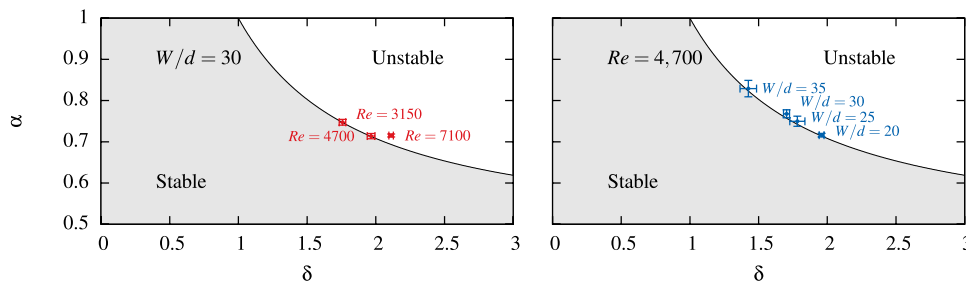 1
0.9
0.8
0.7
0.6
0.5
α
W/d = 30
Unstable
Re = 3150
Re = 4700
Re = 7100
Stable
0 0.5 1 1.5 2 2.5 3
δ
Re = 4,700
Unstable
W/d = 35
W/d = 30
W/d = 25
W/d = 20
Stable
0 0.5 1 1.5 2 2.5 3
δ